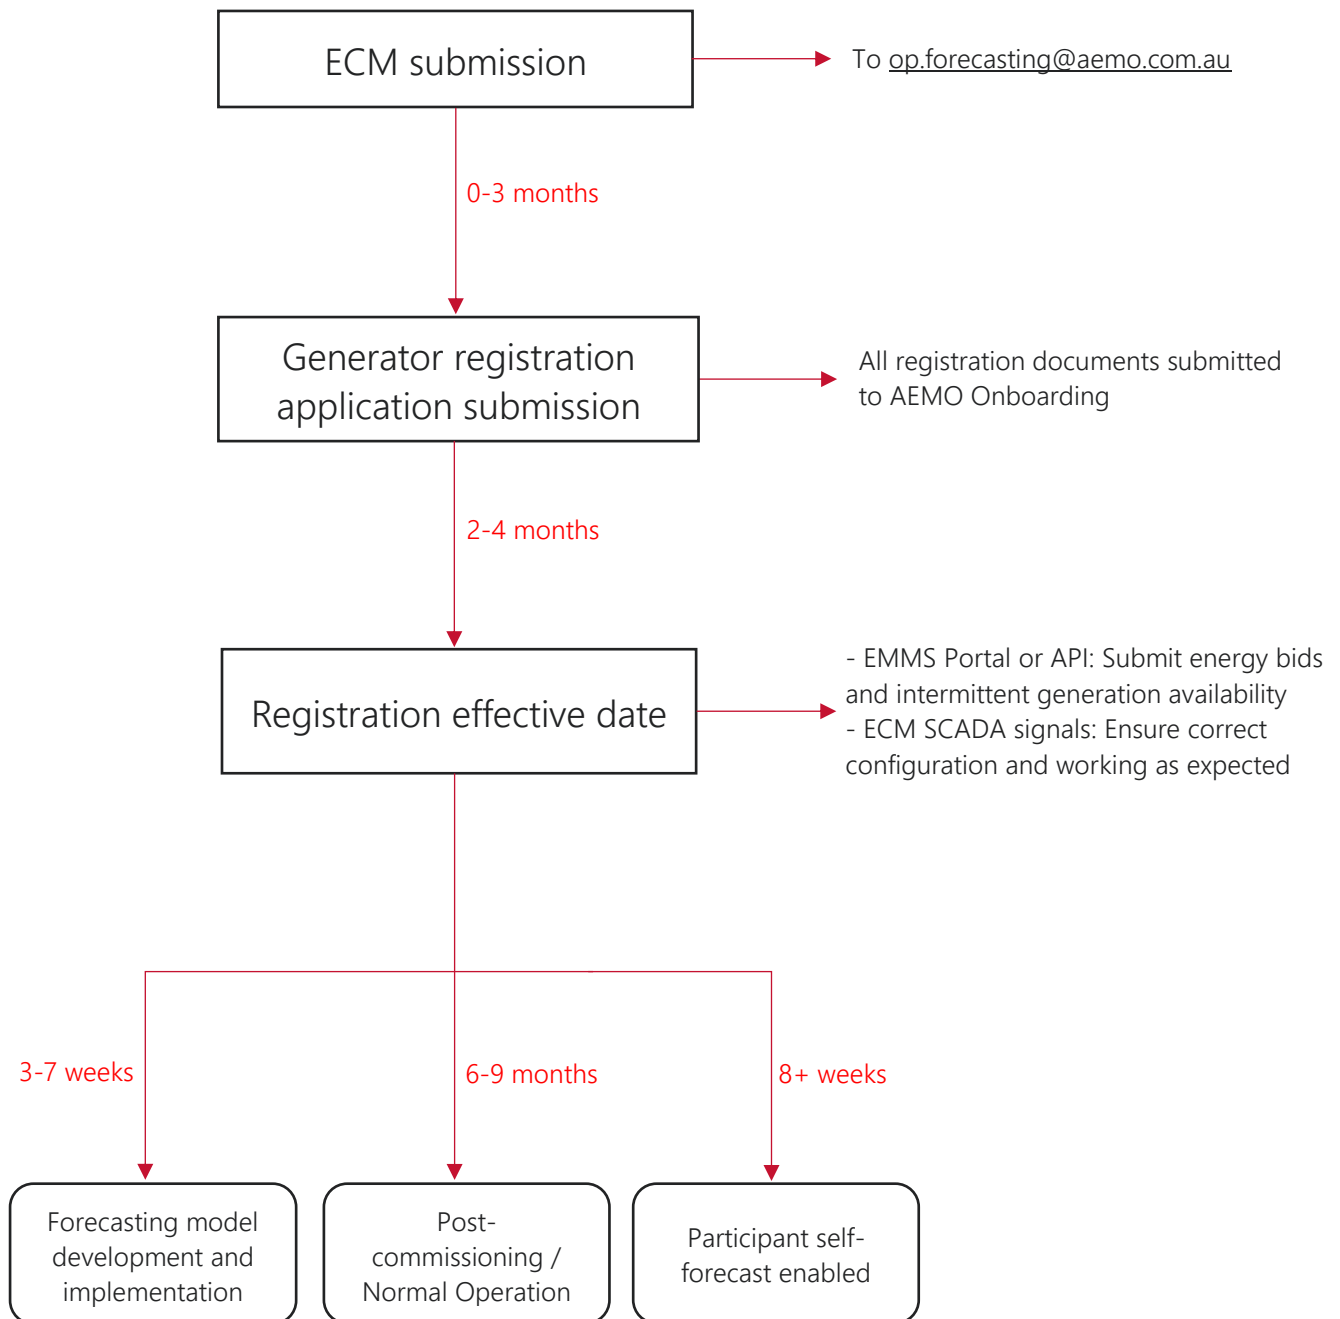 ECM submission
To op.forecasting@aemo.com.au
0-3 months
Generator registration
application submission
All registration documents submitted
to AEMO Onboarding
2-4 months
Registration effective date
- EMMS Portal or API: Submit energy bids
and intermittent generation availability
- ECM SCADA signals: Ensure correct
configuration and working as expected
3-7 weeks
6-9 months
8+ weeks
Forecasting model
development and
implementation
Post-
commissioning /
Normal Operation
Participant self-
forecast enabled